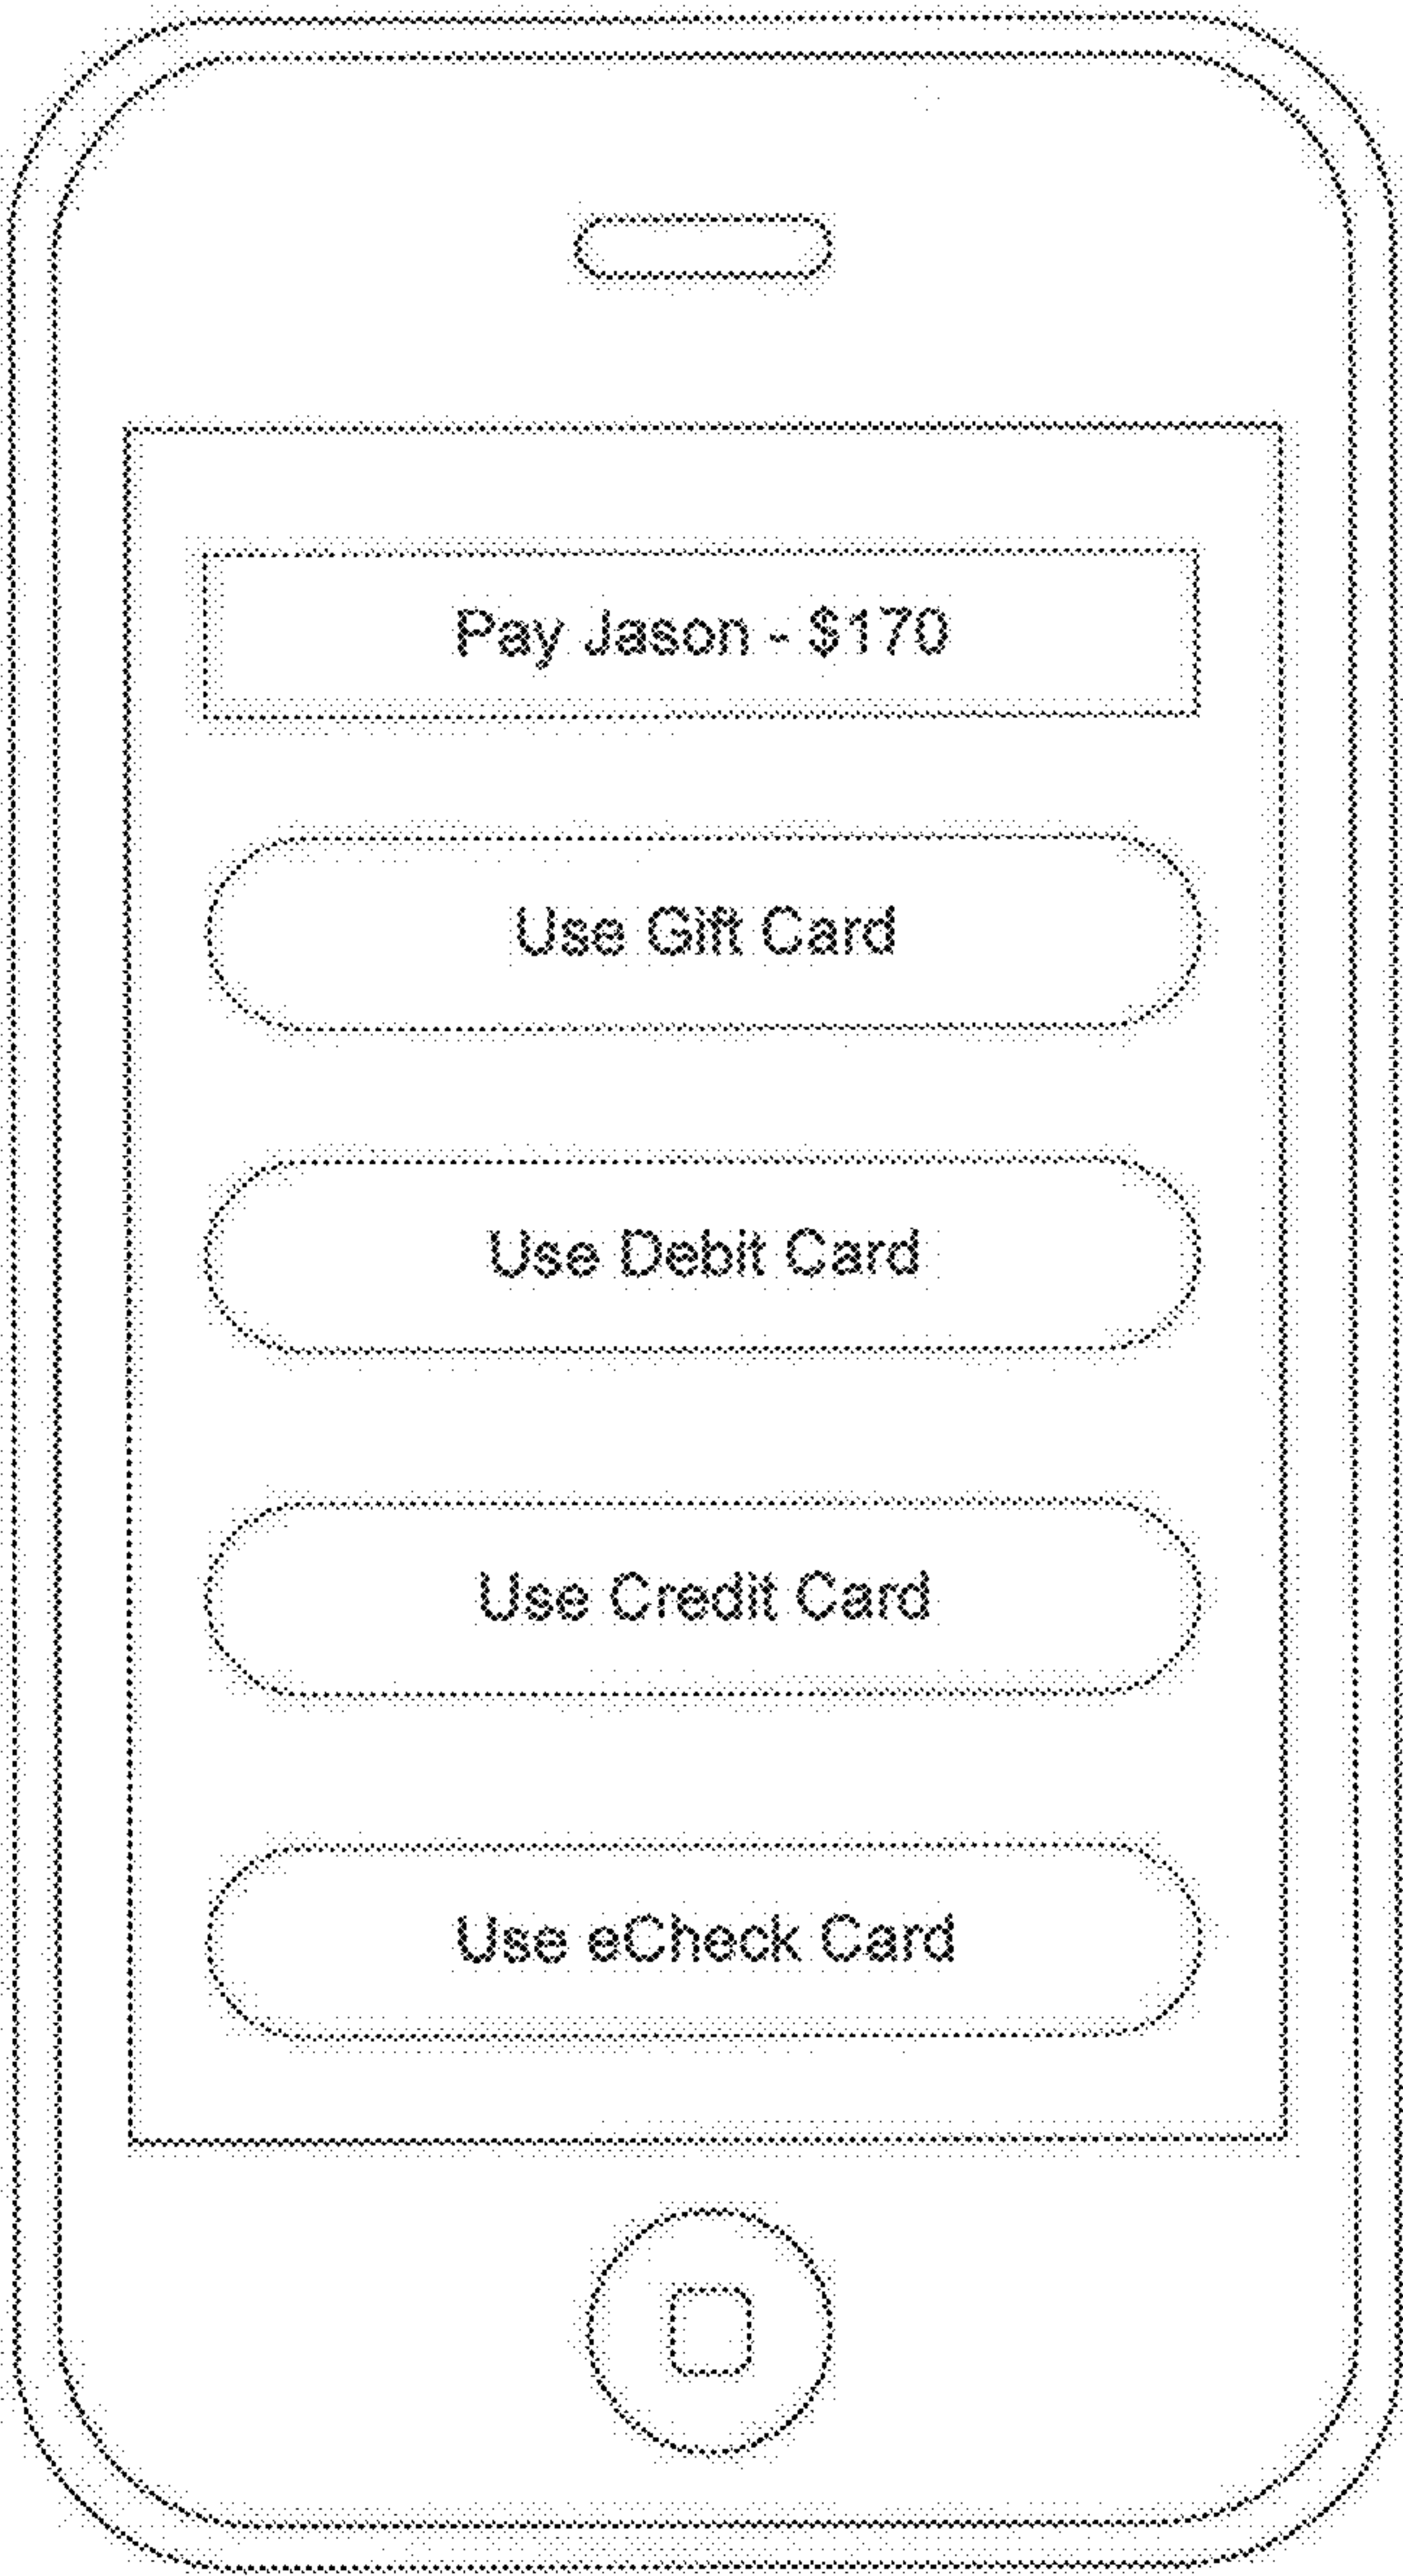 Pay Jason - $170
Use Gift Card
Use Debit Card
Use Credit Card
Use eCheck Card